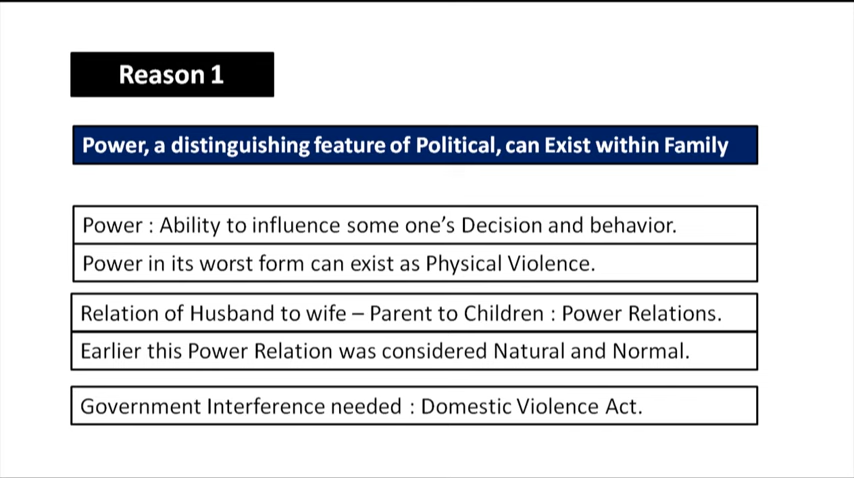 Reason 1
Power, a distinguishing feature of Political, can Exist within Family
Power : Ability to influence some one’s Decision and behavior.
Power in its worst form can exist as Physical Violence.
Relation of Husband to wife – Parent to Children : Power Relations.
Earlier this Power Relation was considered Natural and Normal.
Government Interference needed : Domestic Violence Act.